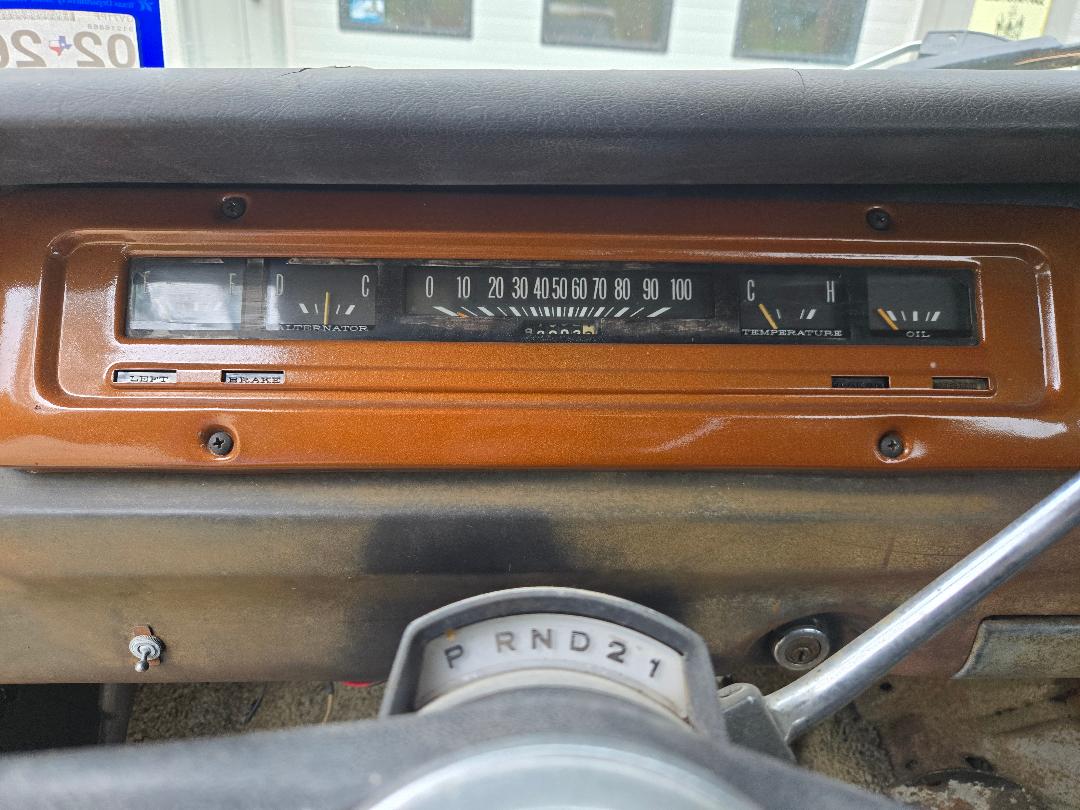 02
E F
D C
ALTERNATOR
0 10 20 30 40 50 60 70 80 90 100
C H
TEMPERATURE
OIL
LEFT
BRAKE
P R N D 2 1